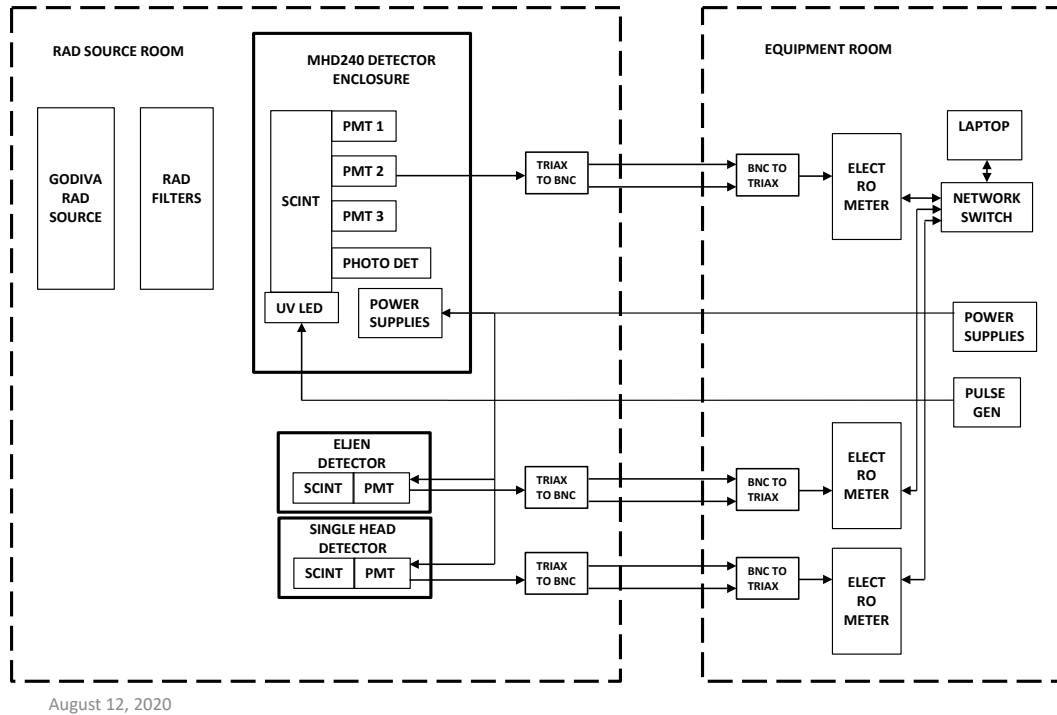 RAD SOURCE ROOM
MHD240 DETECTOR
ENCLOSURE
GODIVA
RAD
SOURCE
RAD
FILTERS
SCINT
PMT 1
PMT 2
PMT 3
PHOTO DET
UV LED
POWER
SUPPLIES
TRIAX
TO BNC
ELJEN
DETECTOR
SCINT
PMT
TRIAX
TO BNC
SINGLE HEAD
DETECTOR
SCINT
PMT
TRIAX
TO BNC
EQUIPMENT ROOM
BNC TO
TRIAX
ELECT
RO
METER
LAPTOP
NETWORK
SWITCH
POWER
SUPPLIES
PULSE
GEN
BNC TO
TRIAX
ELECT
RO
METER
BNC TO
TRIAX
ELECT
RO
METER
August 12, 2020